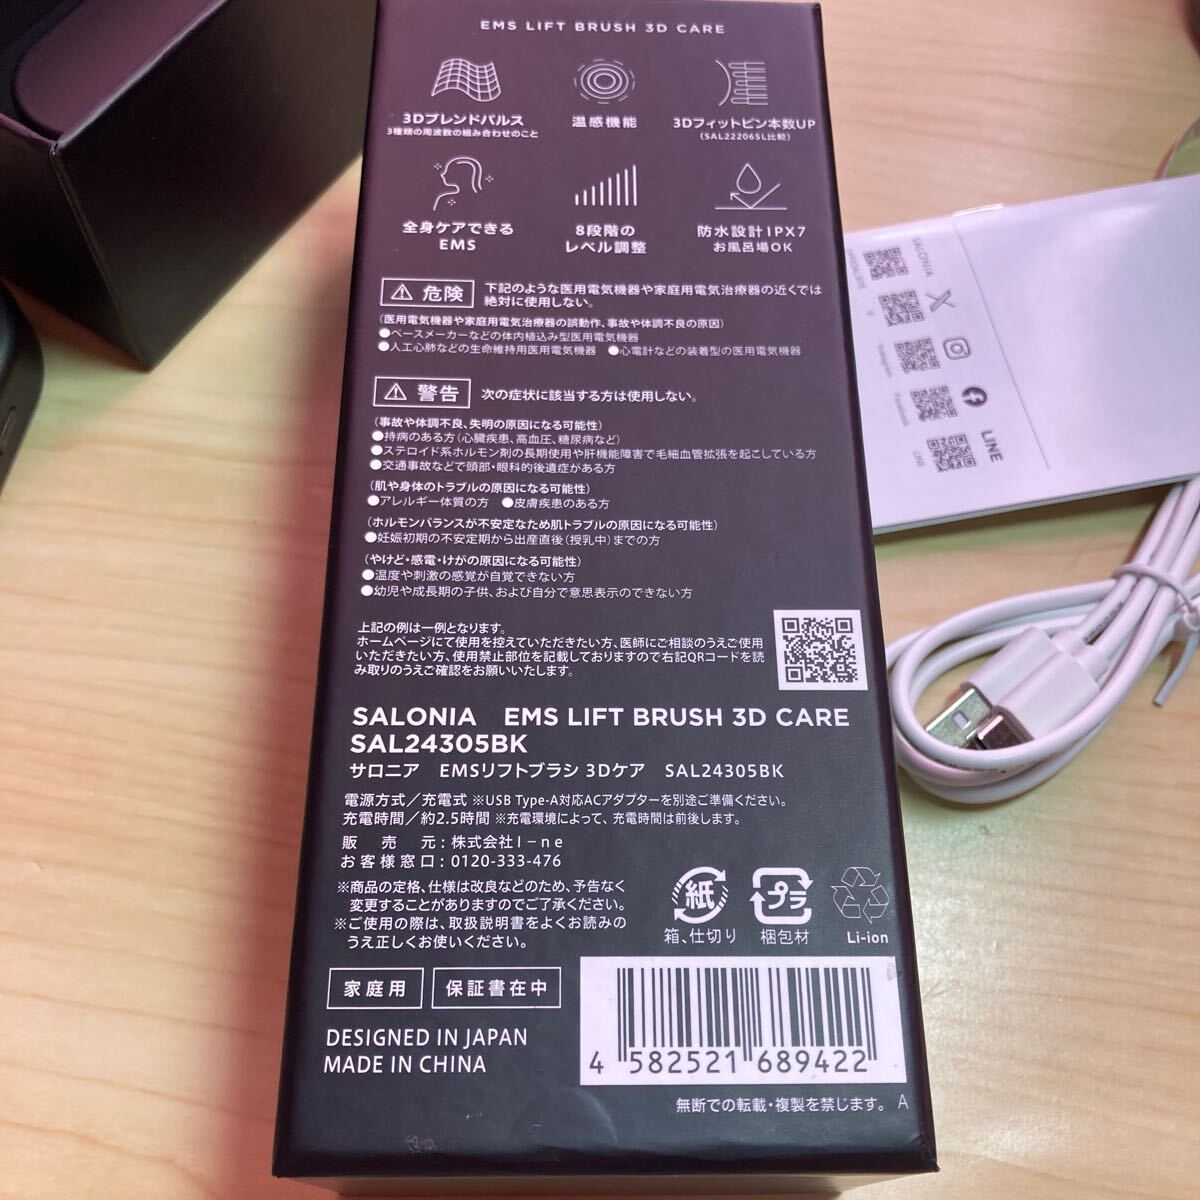 EMS LIFT BRUSH 3D CARE
3Dブレンドパルス
3種類の周波数の組み合わせのこと
温感機能
3Dフィットピン本数UP
(SAL22206SL比較)
全身ケアできる
EMS
8段階の
レベル調整
防水設計IPX7
お風呂場OK
⚠ 危険
下記のような医用電気機器や家庭用電気治療器の近くでは
絶対に使用しない。
(医用電気機器や家庭用電気治療器の誤動作、事故や体調不良の原因)
●ペースメーカーなどの体内植込み型医用電気機器
●人工心肺などの生命維持用医用電気機器 ●心電計などの装着型の医用電気機器
⚠ 警告
次の症状に該当する方は使用しない。
(事故や体調不良、失明の原因になる可能性)
●持病のある方(心臓疾患、高血圧、糖尿病など)
●ステロイド系ホルモン剤の長期使用や肝機能障害で毛細血管拡張を起こしている方
●交通事故などで頭部・眼科的後遺症がある方
(肌や身体のトラブルの原因になる可能性)
●アレルギー体質の方 ●皮膚疾患のある方
(ホルモンバランスが不安定なため肌トラブルの原因になる可能性)
●妊娠初期の不安定期から出産直後(授乳中)までの方
(やけど・感電・けがの原因になる可能性)
●温度や刺激の感覚が自覚できない方
●幼児や成長期の子供、および自分で意思表示のできない方
上記の例は一例となります。
ホームページにて使用を控えていただきたい方、医師にご相談のうえご使用
いただきたい方、使用禁止部位を記載しておりますので右記QRコードを読
み取りのうえご確認をお願いいたします。
SALONIA EMS LIFT BRUSH 3D CARE
SAL24305BK
サロニア EMSリフトブラシ 3Dケア SAL24305BK
電源方式/充電式 ※USB Type-A対応ACアダプターを別途ご準備ください。
充電時間/約2.5時間 ※充電環境によって、充電時間は前後します。
販売元:株式会社I-ne
お客様窓口:0120-333-476
※商品の定格、仕様は改良などのため、予告なく
変更することがありますのでご了承ください。
※ご使用の際は、取扱説明書をよくお読みの
うえ正しくお使いください。
紙
箱、仕切り
プラ
梱包材
Li-ion
家庭用
保証書在中
DESIGNED IN JAPAN
MADE IN CHINA
4 582521 689422
無断での転載・複製を禁じます。 A
SALONIA
X
Instagram
Facebook
LINE
LINE